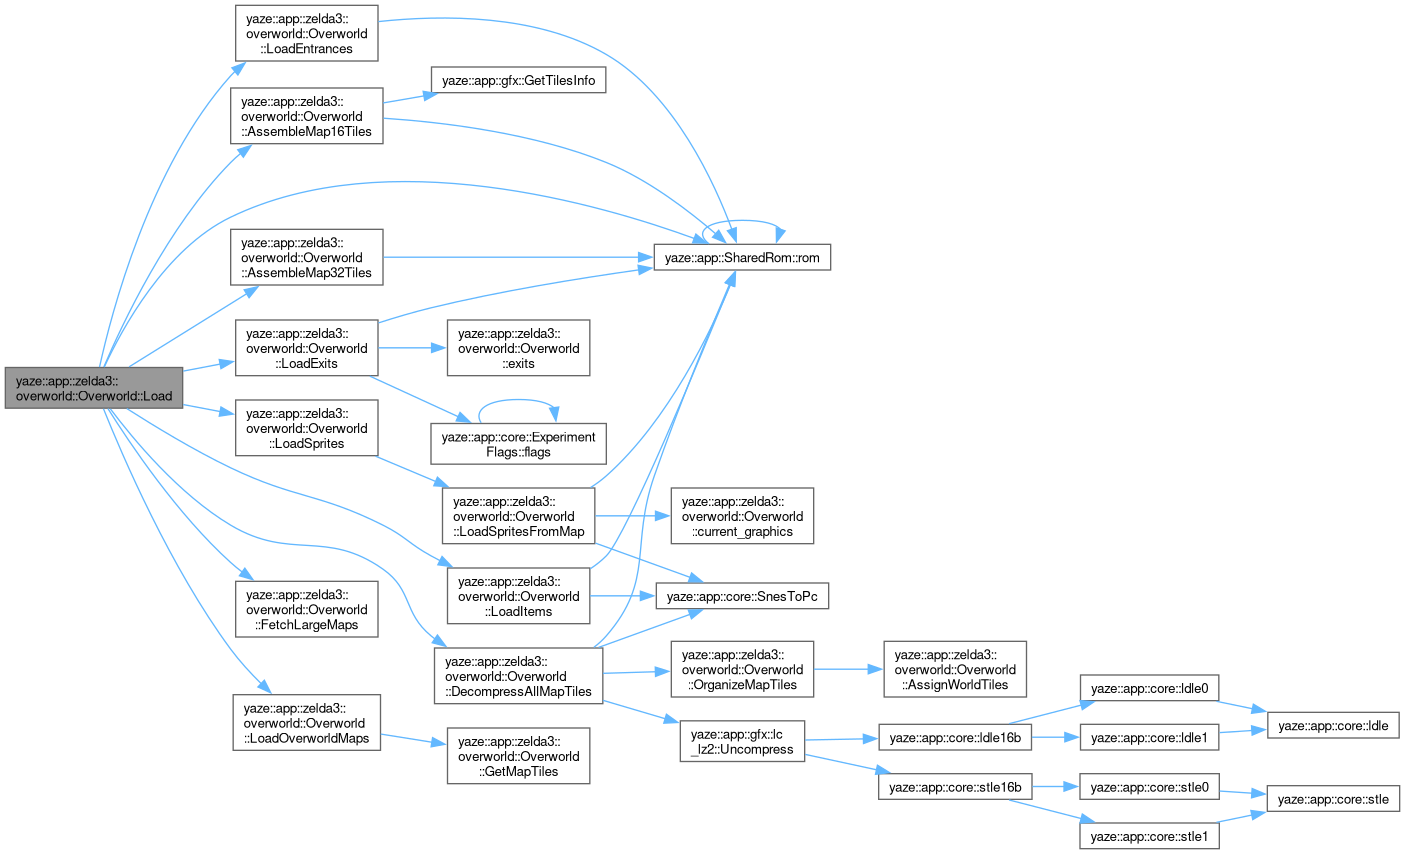 yaze::app::zelda3::
overworld::Overworld
::LoadEntrances
yaze::app::gfx::GetTilesInfo
yaze::app::zelda3::
overworld::Overworld
::AssembleMap16Tiles
yaze::app::zelda3::
overworld::Overworld
::AssembleMap32Tiles
yaze::app::SharedRom::rom
yaze::app::zelda3::
overworld::Overworld
::LoadExits
yaze::app::zelda3::
overworld::Overworld
::exits
yaze::app::zelda3::
overworld::Overworld::Load
yaze::app::zelda3::
overworld::Overworld
::LoadSprites
yaze::app::core::Experiment
Flags::flags
yaze::app::zelda3::
overworld::Overworld
::LoadSpritesFromMap
yaze::app::zelda3::
overworld::Overworld
::current_graphics
yaze::app::zelda3::
overworld::Overworld
::FetchLargeMaps
yaze::app::zelda3::
overworld::Overworld
::LoadItems
yaze::app::core::SnesToPc
yaze::app::zelda3::
overworld::Overworld
::DecompressAllMapTiles
yaze::app::zelda3::
overworld::Overworld
::OrganizeMapTiles
yaze::app::zelda3::
overworld::Overworld
::AssignWorldTiles
yaze::app::zelda3::
overworld::Overworld
::LoadOverworldMaps
yaze::app::zelda3::
overworld::Overworld
::GetMapTiles
yaze::app::gfx::lc
_lz2::Uncompress
yaze::app::core::ldle16b
yaze::app::core::ldle0
yaze::app::core::ldle1
yaze::app::core::ldle
yaze::app::core::stle16b
yaze::app::core::stle0
yaze::app::core::stle1
yaze::app::core::stle